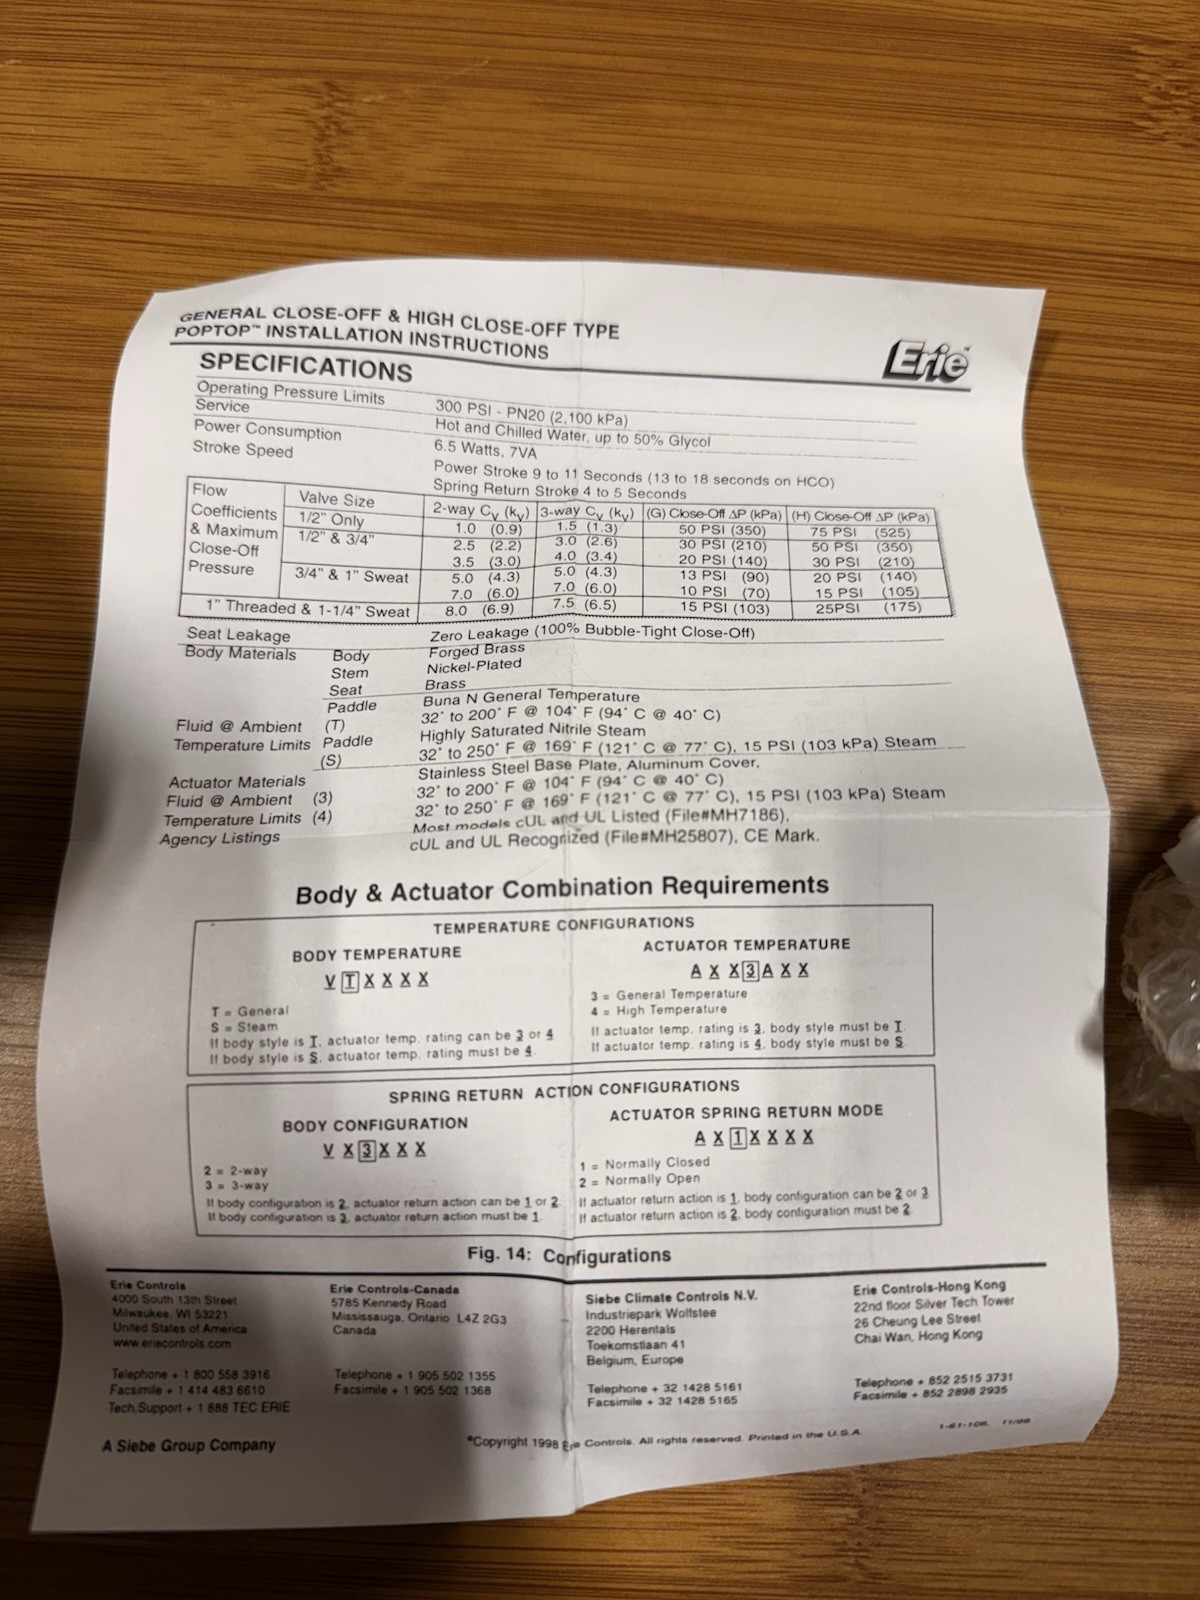 GENERAL CLOSE-OFF & HIGH CLOSE-OFF TYPE
POPTOP™ INSTALLATION INSTRUCTIONS
Erie™
SPECIFICATIONS
Operating Pressure Limits 300 PSI - PN20 (2,100 kPa)
Service Hot and Chilled Water, up to 50% Glycol
Power Consumption 6.5 Watts, 7VA
Stroke Speed Power Stroke 9 to 11 Seconds (13 to 18 seconds on HCO)
Spring Return Stroke 4 to 5 Seconds
Flow Coefficients & Maximum Close-Off Pressure
Valve Size 2-way Cv (kv) 3-way Cv (kv) (G) Close-Off ΔP (kPa) (H) Close-Off ΔP (kPa)
1/2" Only 1.0 (0.9) 1.5 (1.3) 50 PSI (350) 75 PSI (525)
1/2" & 3/4" 2.5 (2.2) 3.0 (2.6) 30 PSI (210) 50 PSI (350)
3.5 (3.0) 4.0 (3.4) 20 PSI (140) 30 PSI (210)
3/4" & 1" Sweat 5.0 (4.3) 5.0 (4.3) 13 PSI (90) 20 PSI (140)
7.0 (6.0) 7.0 (6.0) 10 PSI (70) 15 PSI (105)
1" Threaded & 1-1/4" Sweat 8.0 (6.9) 7.5 (6.5) 15 PSI (103) 25PSI (175)
Seat Leakage Zero Leakage (100% Bubble-Tight Close-Off)
Body Materials Body Forged Brass
Stem Nickel-Plated
Seat Brass
Paddle Buna N General Temperature
Fluid @ Ambient (T) 32° to 200° F @ 104° F (94° C @ 40° C)
Temperature Limits Paddle Highly Saturated Nitrile Steam
(S) 32° to 250° F @ 169° F (121° C @ 77° C), 15 PSI (103 kPa) Steam
Actuator Materials Stainless Steel Base Plate, Aluminum Cover,
Fluid @ Ambient (3) 32° to 200° F @ 104° F (94° C @ 40° C)
Temperature Limits (4) 32° to 250° F @ 169° F (121° C @ 77° C), 15 PSI (103 kPa) Steam
Agency Listings Most models cUL and UL Listed (File#MH7186),
cUL and UL Recognized (File#MH25807), CE Mark.
Body & Actuator Combination Requirements
TEMPERATURE CONFIGURATIONS
BODY TEMPERATURE
V T X X X X
T = General
S = Steam
If body style is T, actuator temp. rating can be 3 or 4
If body style is S, actuator temp. rating must be 4
ACTUATOR TEMPERATURE
A X X 3 A X X
3 = General Temperature
4 = High Temperature
If actuator temp. rating is 3, body style must be T.
If actuator temp. rating is 4, body style must be S.
SPRING RETURN ACTION CONFIGURATIONS
BODY CONFIGURATION
V X 3 X X X
2 = 2-way
3 = 3-way
If body configuration is 2, actuator return action can be 1 or 2.
If body configuration is 3, actuator return action must be 1.
ACTUATOR SPRING RETURN MODE
A X 1 X X X X
1 = Normally Closed
2 = Normally Open
If actuator return action is 1, body configuration can be 2 or 3
If actuator return action is 2, body configuration must be 2
Fig. 14: Configurations
Erie Controls
4000 South 13th Street
Milwaukee, WI 53221
United States of America
www.eriecontrols.com
Telephone + 1 800 558 3916
Facsimile + 1 414 483 6610
Tech.Support + 1 888 TEC ERIE
Erie Controls-Canada
5785 Kennedy Road
Mississauga, Ontario L4Z 2G3
Canada
Telephone + 1 905 502 1355
Facsimile + 1 905 502 1368
Siebe Climate Controls N.V.
Industriepark Wolfstee
2200 Herentals
Toekomstlaan 41
Belgium, Europe
Telephone + 32 1428 5161
Facsimile + 32 1428 5165
Erie Controls-Hong Kong
22nd floor Silver Tech Tower
26 Cheung Lee Street
Chai Wan, Hong Kong
Telephone + 852 2515 3731
Facsimile + 852 2898 2935
A Siebe Group Company
©Copyright 1998 Erie Controls. All rights reserved. Printed in the U.S.A.
1-61-106, 11/98